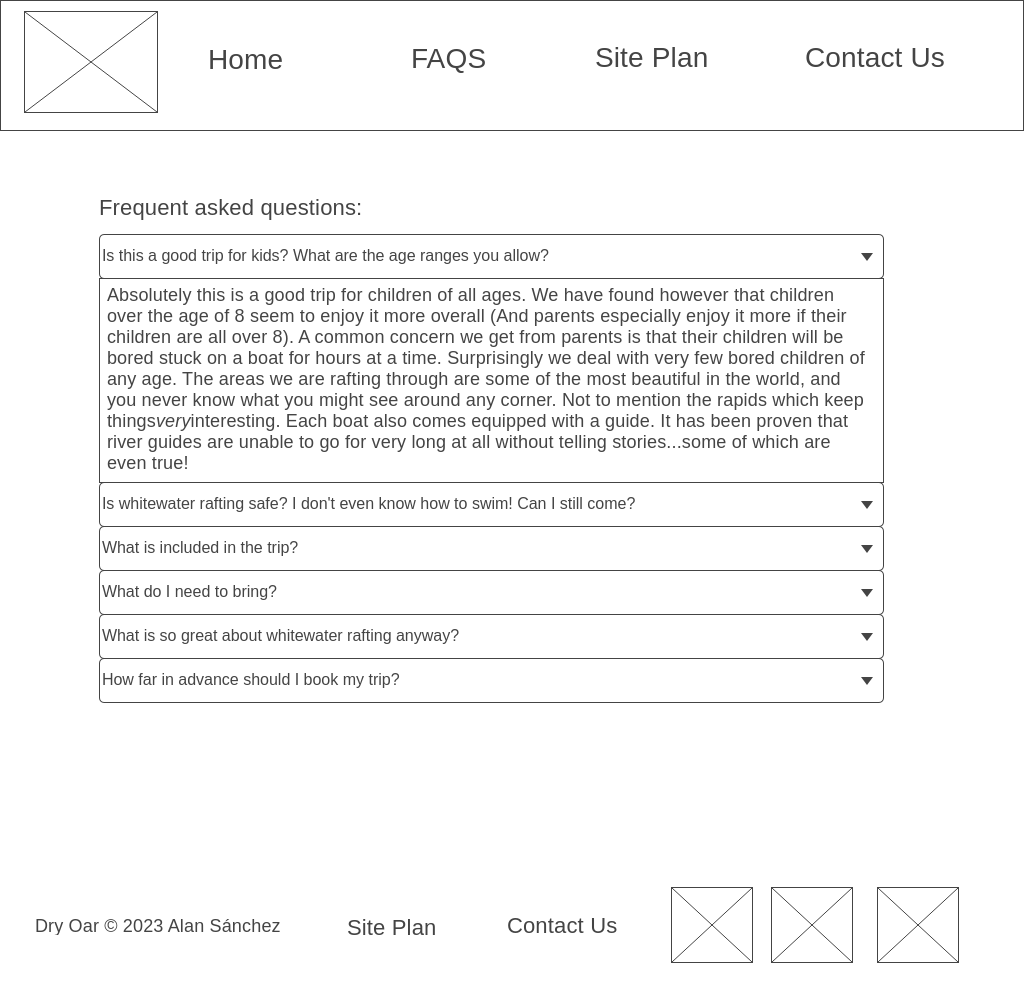 Home FAQS Site Plan Contact Us
Frequent asked questions:
Is this a good trip for kids? What are the age ranges you allow?
Absolutely this is a good trip for children of all ages. We have found however that children
over the age of 8 seem to enjoy it more overall (And parents especially enjoy it more if their
children are all over 8). A common concern we get from parents is that their children will be
bored stuck on a boat for hours at a time. Surprisingly we deal with very few bored children of
any age. The areas we are rafting through are some of the most beautiful in the world, and
you never know what you might see around any corner. Not to mention the rapids which keep
thingsveryinteresting. Each boat also comes equipped with a guide. It has been proven that
river guides are unable to go for very long at all without telling stories...some of which are
even true!
Is whitewater rafting safe? I don't even know how to swim! Can I still come?
What is included in the trip?
What do I need to bring?
What is so great about whitewater rafting anyway?
How far in advance should I book my trip?
Dry Oar © 2023 Alan Sánchez Site Plan Contact Us